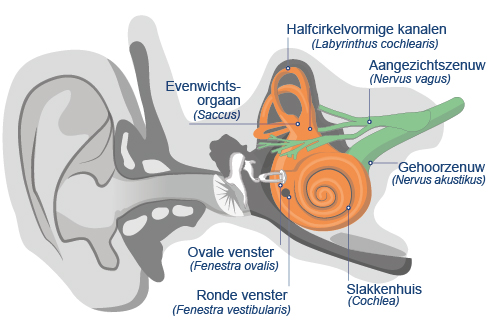 Halfcirkelvormige kanalen
(Labyrinthus cochlearis)
Aangezichtszenuw
(Nervus vagus)
Evenwichts-
orgaan
(Saccus)
Gehoorzenuw
(Nervus akustikus)
Ovale venster
(Fenestra ovalis)
Ronde venster
(Fenestra vestibularis)
Slakkenhuis
(Cochlea)